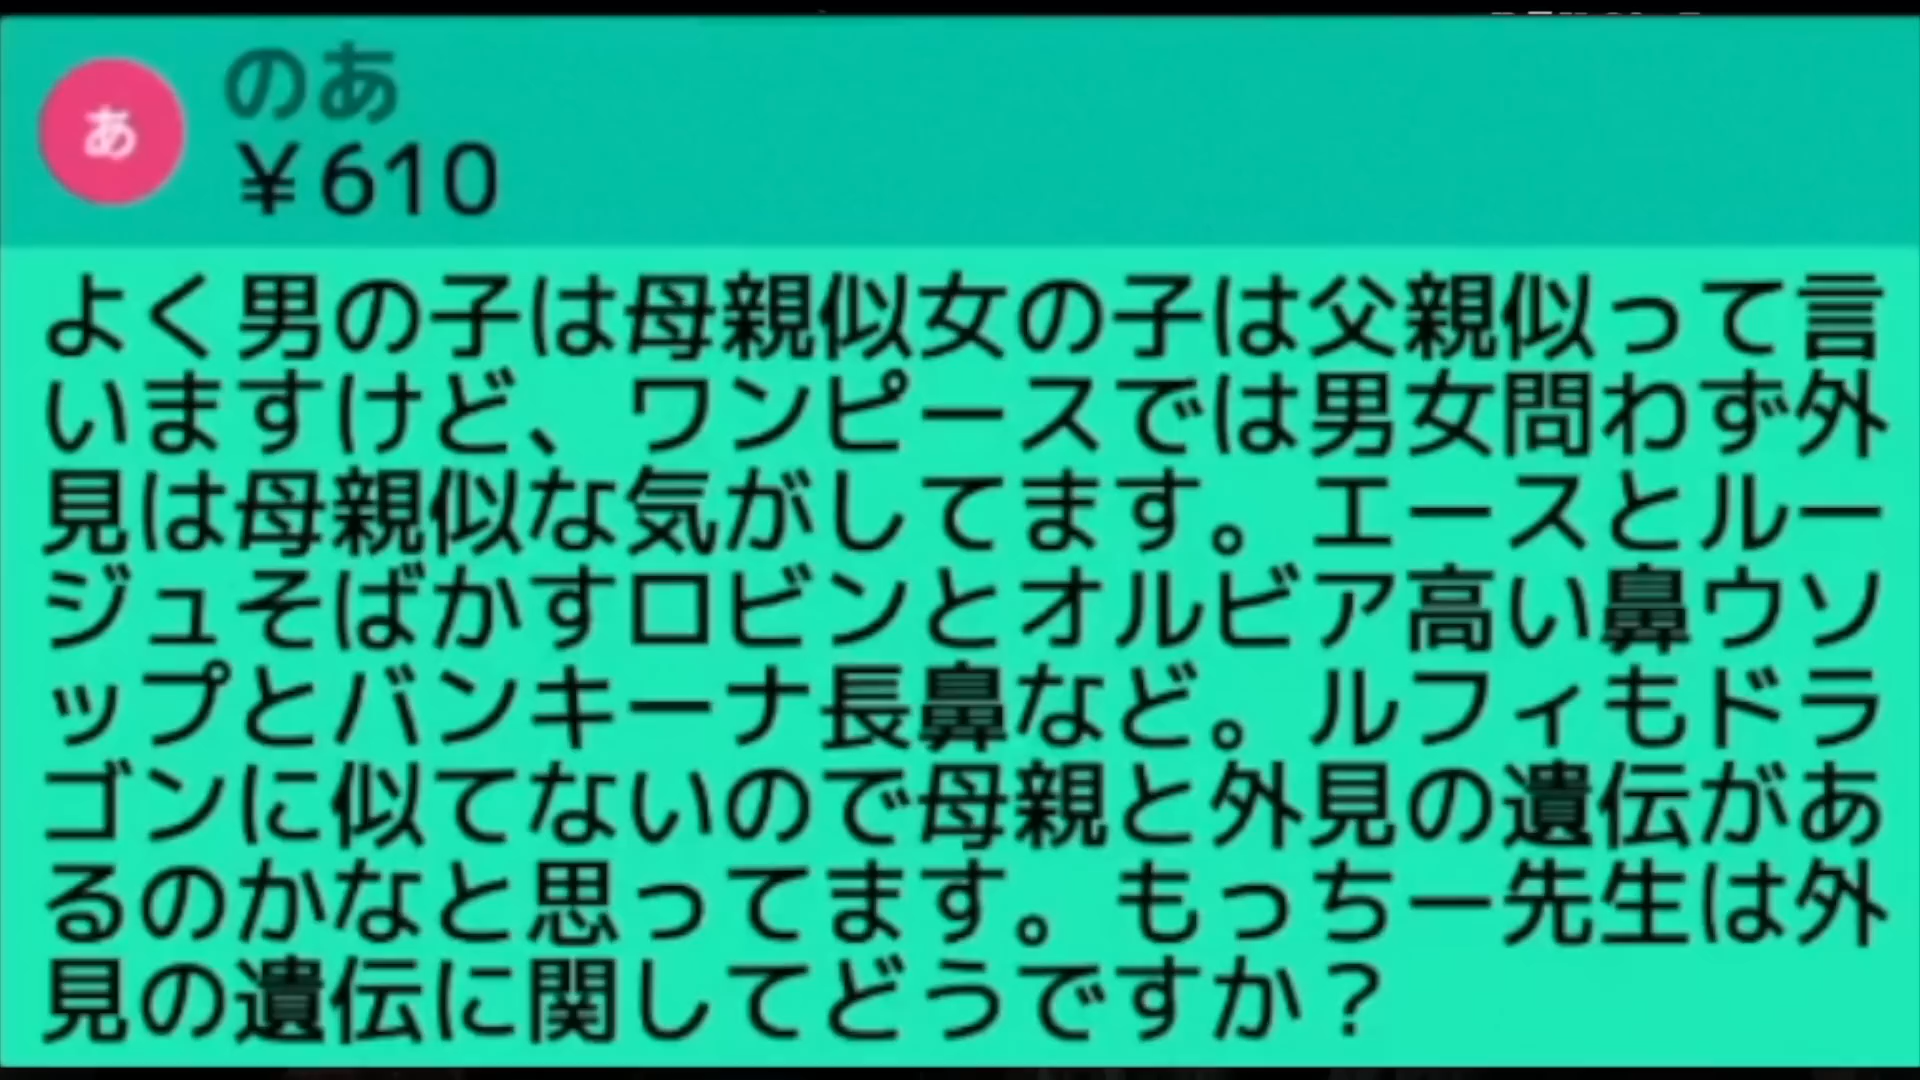 あ
のあ
￥610
よく男の子は母親似女の子は父親似って言
いますけど、ワンピースでは男女問わず外
見は母親似な気がしてます。エースとルー
ジュそばかすロビンとオルビア高い鼻ウソ
ップとバンキーナ長鼻など。ルフィもドラ
ゴンに似てないので母親と外見の遺伝があ
るのかなと思ってます。もっちー先生は外
見の遺伝に関してどうですか？